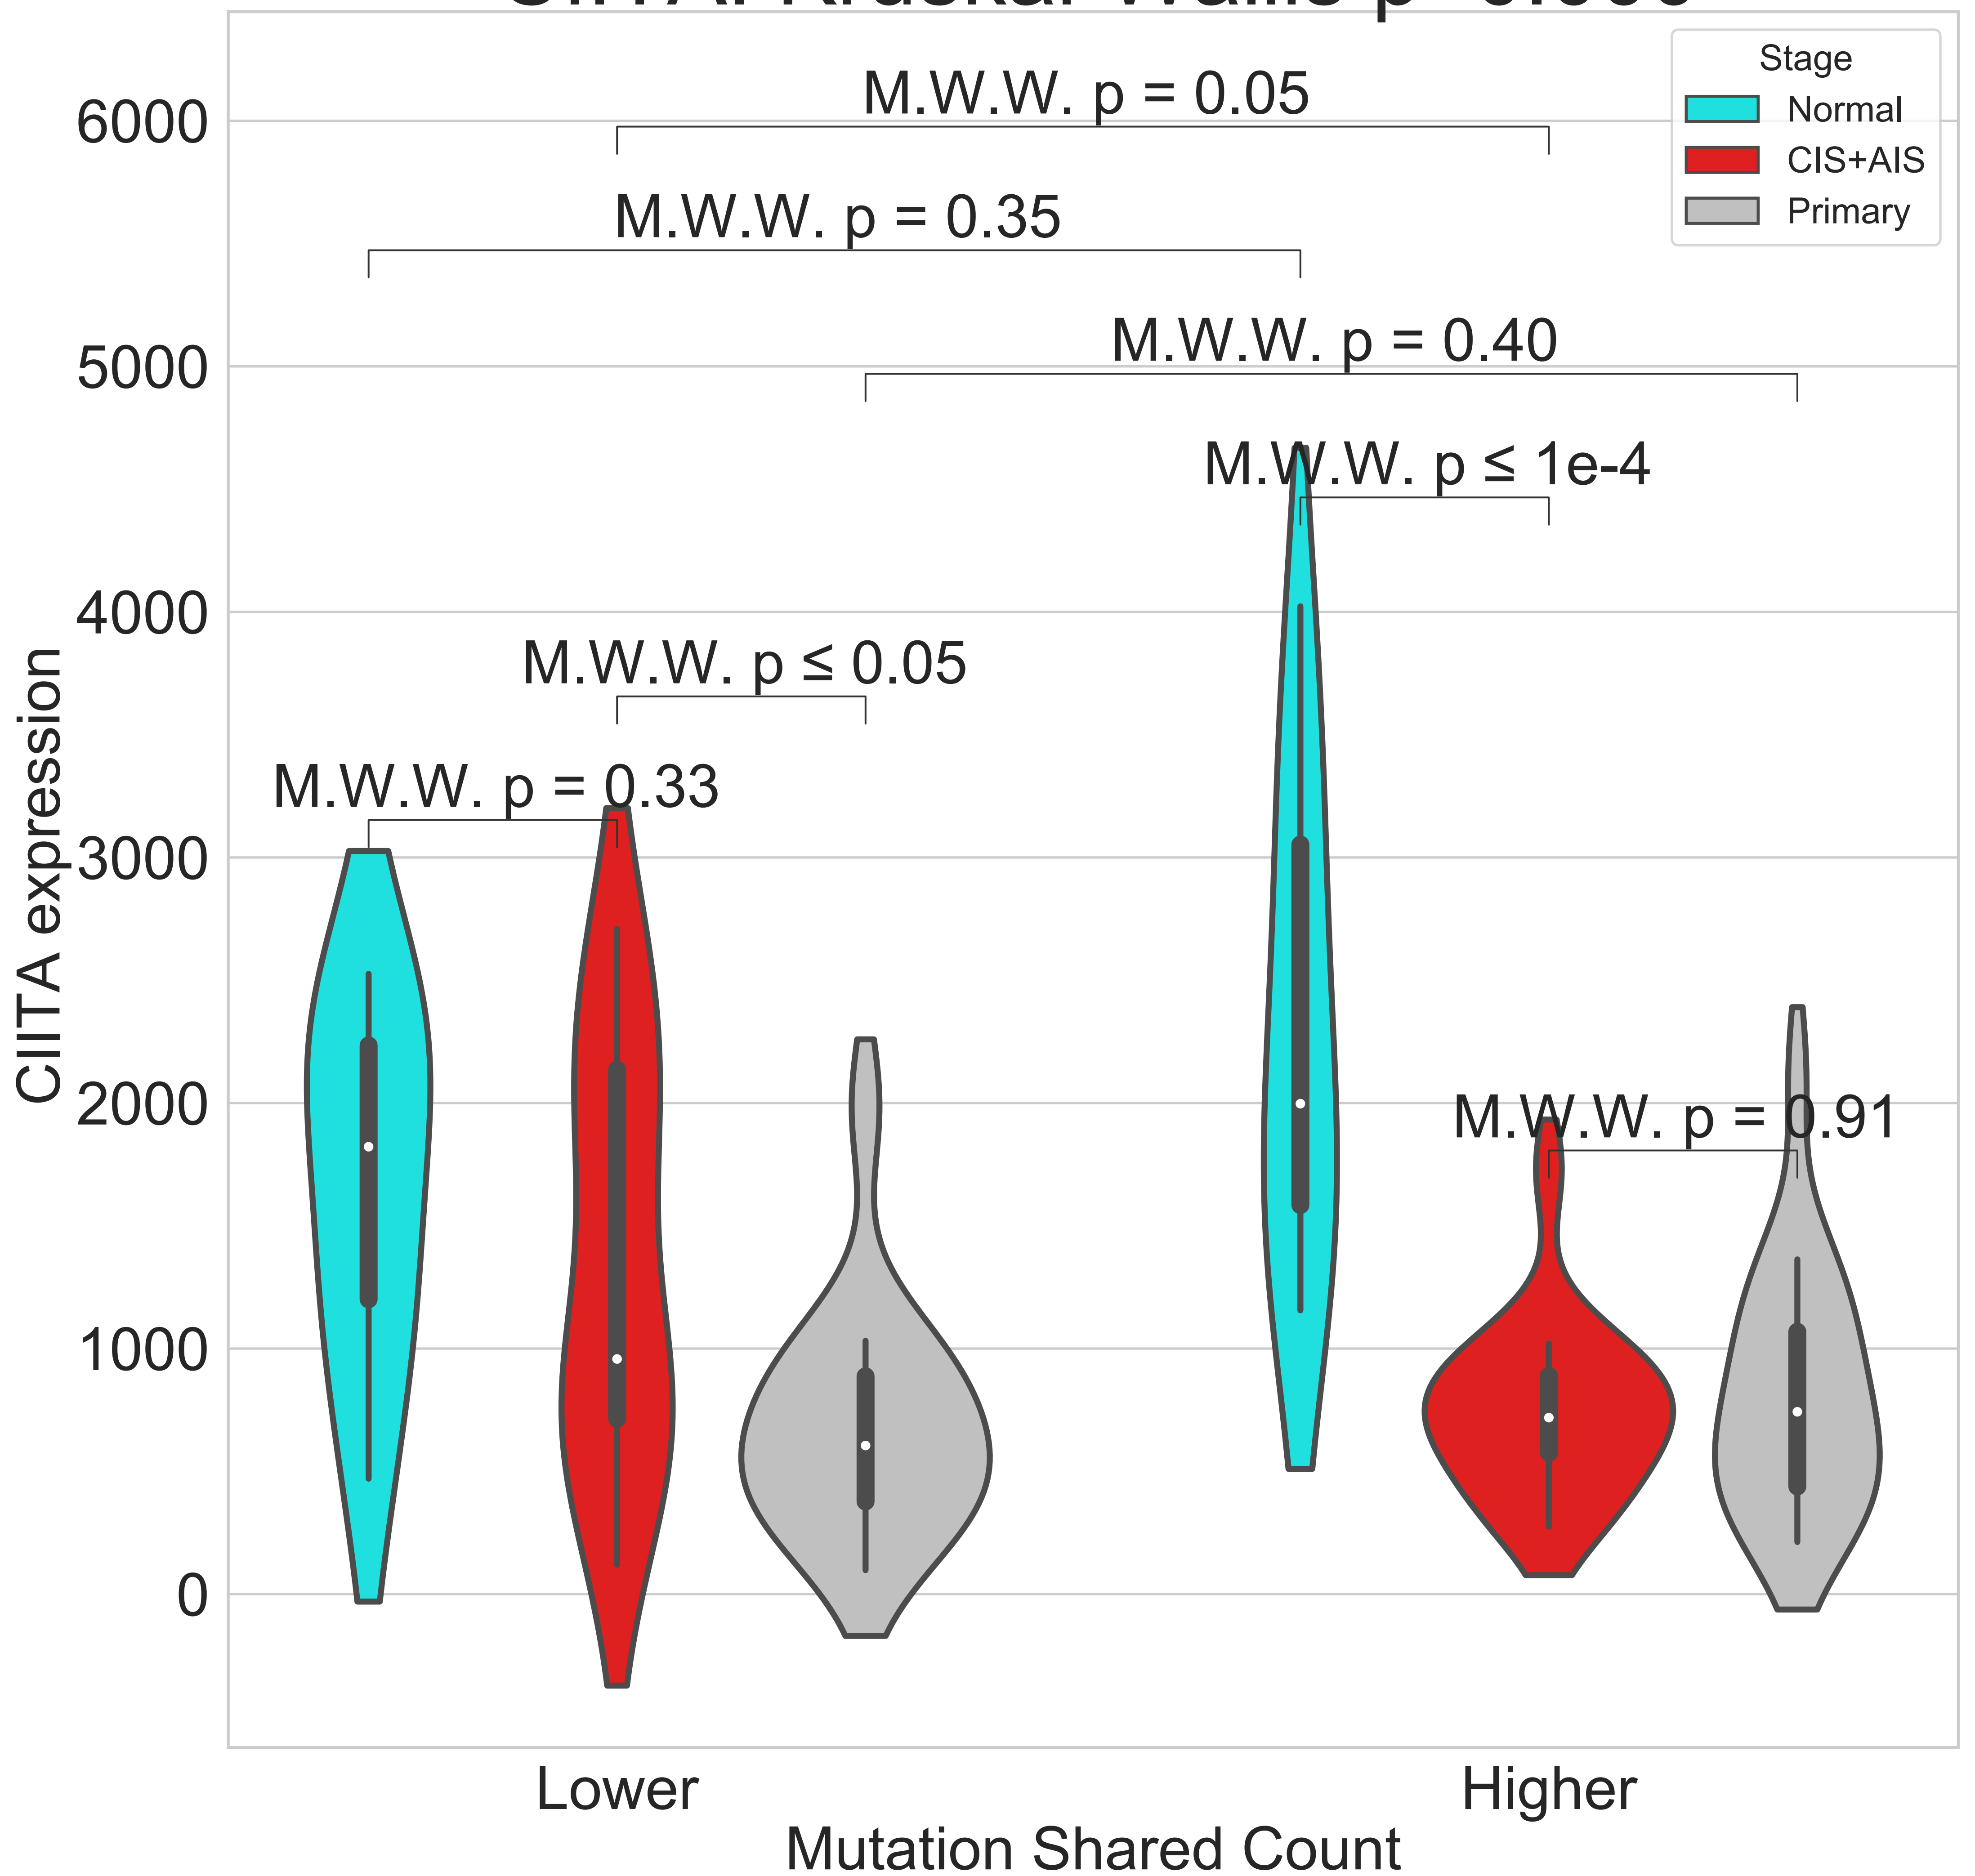 M.W.W. p = 0.05
M.W.W. p = 0.35
M.W.W. p = 0.40
M.W.W. p ≤ 1e-4
M.W.W. p ≤ 0.05
M.W.W. p = 0.33
M.W.W. p = 0.91
Stage
Normal
CIS+AIS
Primary
CIITA expression
6000
5000
4000
3000
2000
1000
0
Lower
Higher
Mutation Shared Count